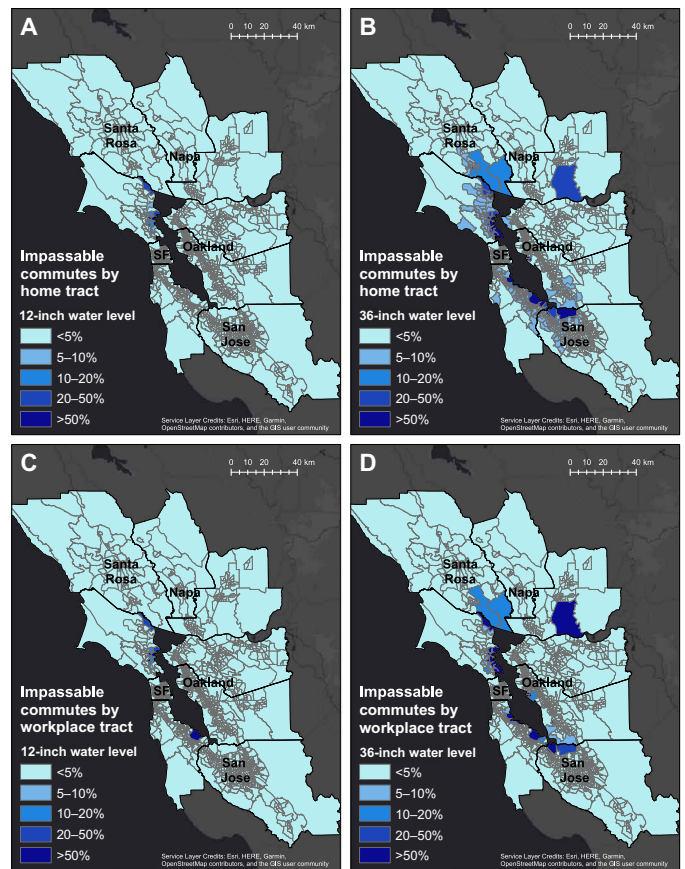 A
0 10 20 40 km
Santa
Rosa
Napa
Oakland
SF
San
Jose
Impassable
commutes by
home tract
12-inch water level
<5%
5–10%
10–20%
20–50%
>50%
Service Layer Credits: Esri, HERE, Garmin,
OpenStreetMap contributors, and the GIS user community
B
0 10 20 40 km
Santa
Rosa
Napa
Oakland
SF
San
Jose
Impassable
commutes by
home tract
36-inch water level
<5%
5–10%
10–20%
20–50%
>50%
Service Layer Credits: Esri, HERE, Garmin,
OpenStreetMap contributors, and the GIS user community
C
0 10 20 40 km
Santa
Rosa
Napa
Oakland
SF
San
Jose
Impassable
commutes by
workplace tract
12-inch water level
<5%
5–10%
10–20%
20–50%
>50%
Service Layer Credits: Esri, HERE, Garmin,
OpenStreetMap contributors, and the GIS user community
D
0 10 20 40 km
Santa
Rosa
Napa
Oakland
SF
San
Jose
Impassable
commutes by
workplace tract
36-inch water level
<5%
5–10%
10–20%
20–50%
>50%
Service Layer Credits: Esri, HERE, Garmin,
OpenStreetMap contributors, and the GIS user community